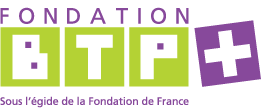 FONDATION
BTP+
Sous l'égide de la Fondation de France